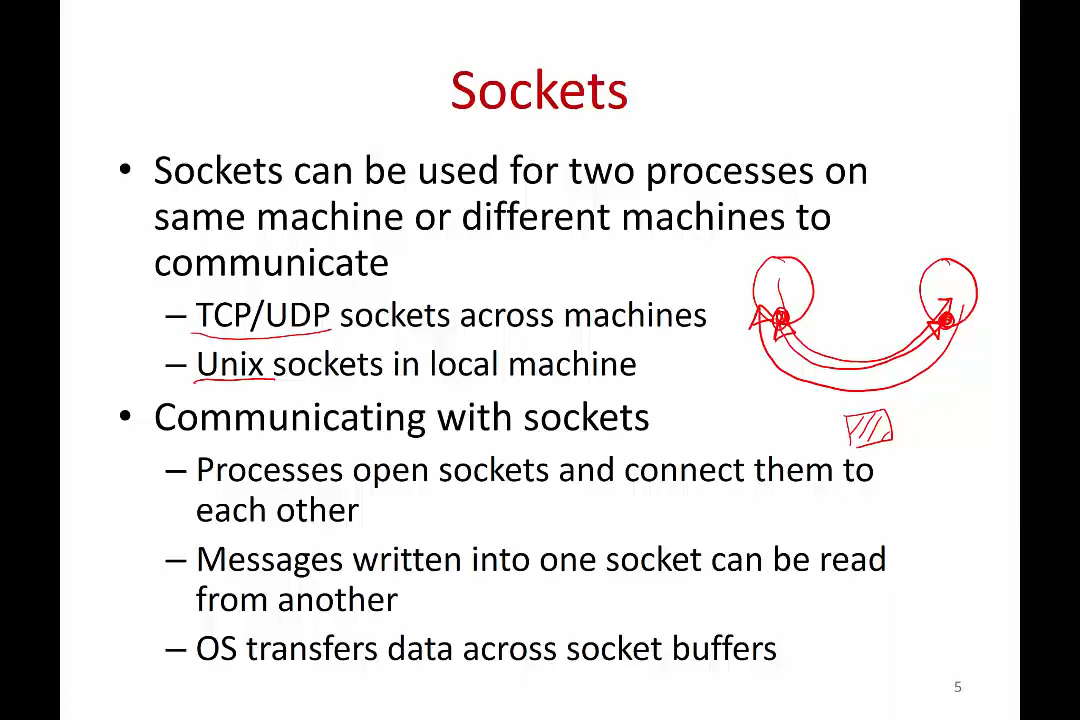 Sockets
• Sockets can be used for two processes on
same machine or different machines to
communicate
– TCP/UDP sockets across machines
– Unix sockets in local machine
• Communicating with sockets
– Processes open sockets and connect them to
each other
– Messages written into one socket can be read
from another
– OS transfers data across socket buffers
5